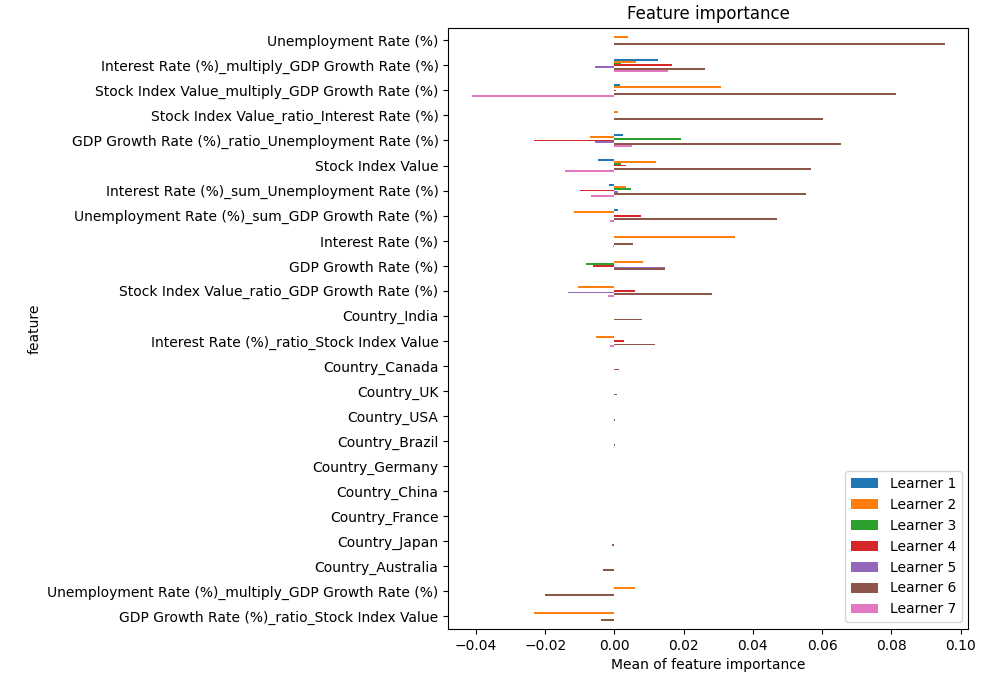 Feature importance
Unemployment Rate (%)
Interest Rate (%)_multiply_GDP Growth Rate (%)
Stock Index Value_multiply_GDP Growth Rate (%)
Stock Index Value_ratio_Interest Rate (%)
GDP Growth Rate (%)_ratio_Unemployment Rate (%)
Stock Index Value
Interest Rate (%)_sum_Unemployment Rate (%)
Unemployment Rate (%)_sum_GDP Growth Rate (%)
Interest Rate (%)
GDP Growth Rate (%)
Stock Index Value_ratio_GDP Growth Rate (%)
Country_India
Interest Rate (%)_ratio_Stock Index Value
Country_Canada
Country_UK
Country_USA
Country_Brazil
Country_Germany
Country_China
Country_France
Country_Japan
Country_Australia
Unemployment Rate (%)_multiply_GDP Growth Rate (%)
GDP Growth Rate (%)_ratio_Stock Index Value
feature
Learner 1
Learner 2
Learner 3
Learner 4
Learner 5
Learner 6
Learner 7
−0.04 −0.02 0.00 0.02 0.04 0.06 0.08 0.10
Mean of feature importance